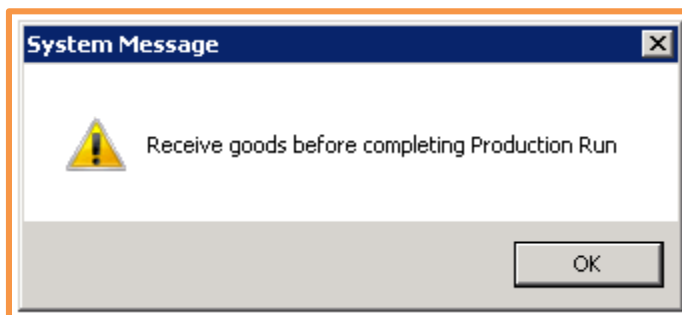 System Message
Receive goods before completing Production Run
OK